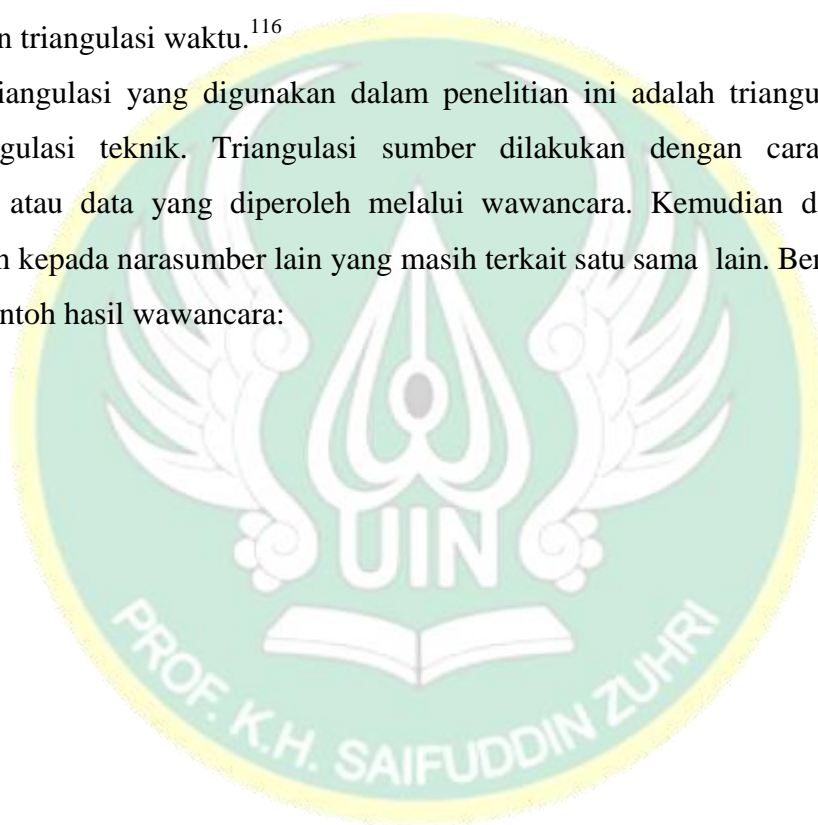 n triangulasi waktu.116
iangulasi yang digunakan dalam penelitian ini adalah triangu
gulasi teknik. Triangulasi sumber dilakukan dengan cara
atau data yang diperoleh melalui wawancara. Kemudian d
n kepada narasumber lain yang masih terkait satu sama lain. Ber
ntoh hasil wawancara:
UIN
PROF. K.H. SAIFUDDIN ZUHRI